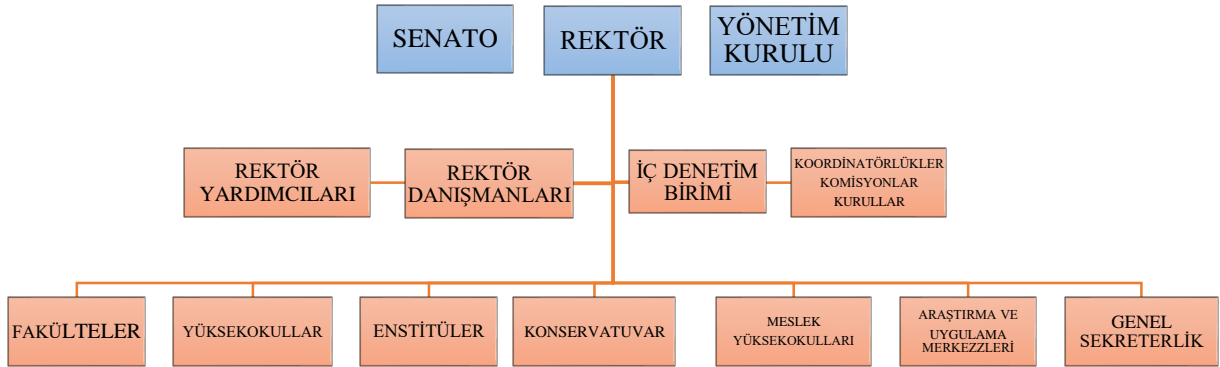 SENATO
REKTÖR
YÖNETİM
KURULU
REKTÖR
YARDIMCILARI
REKTÖR
DANIŞMANLARI
İÇ DENETİM
BİRİMİ
KOORDİNATÖRLÜKLER
KOMİSYONLAR
KURULLAR
FAKÜLTELER
YÜKSEKOKULLAR
ENSTİTÜLER
KONSERVATUVAR
MESLEK
YÜKSEKOKULLARI
ARAŞTIRMA VE
UYGULAMA
MERKEZZLERİ
GENEL
SEKRETERLİK